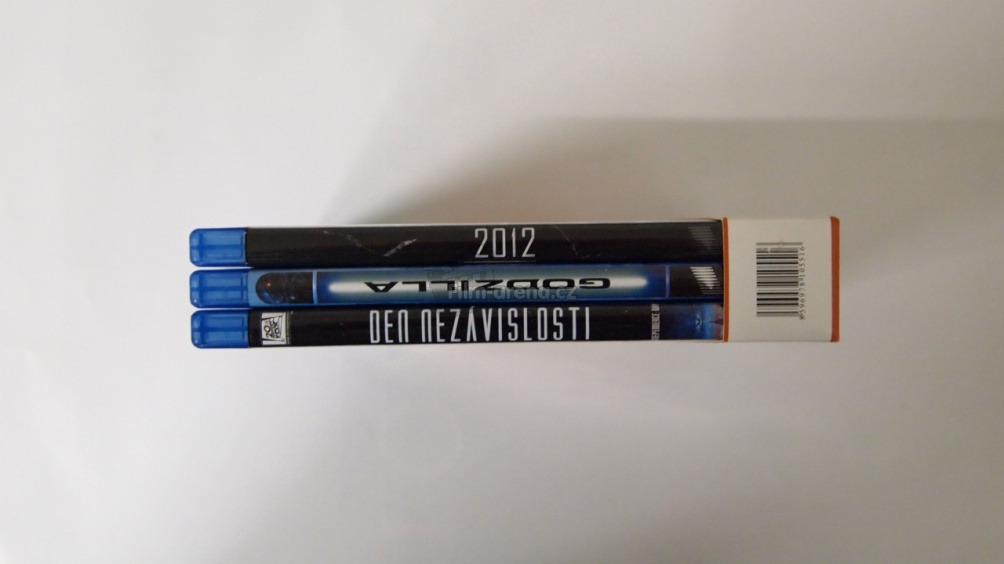 2012
GODZILLA
Film-arena.cz
DEN NEZÁVISLOSTI